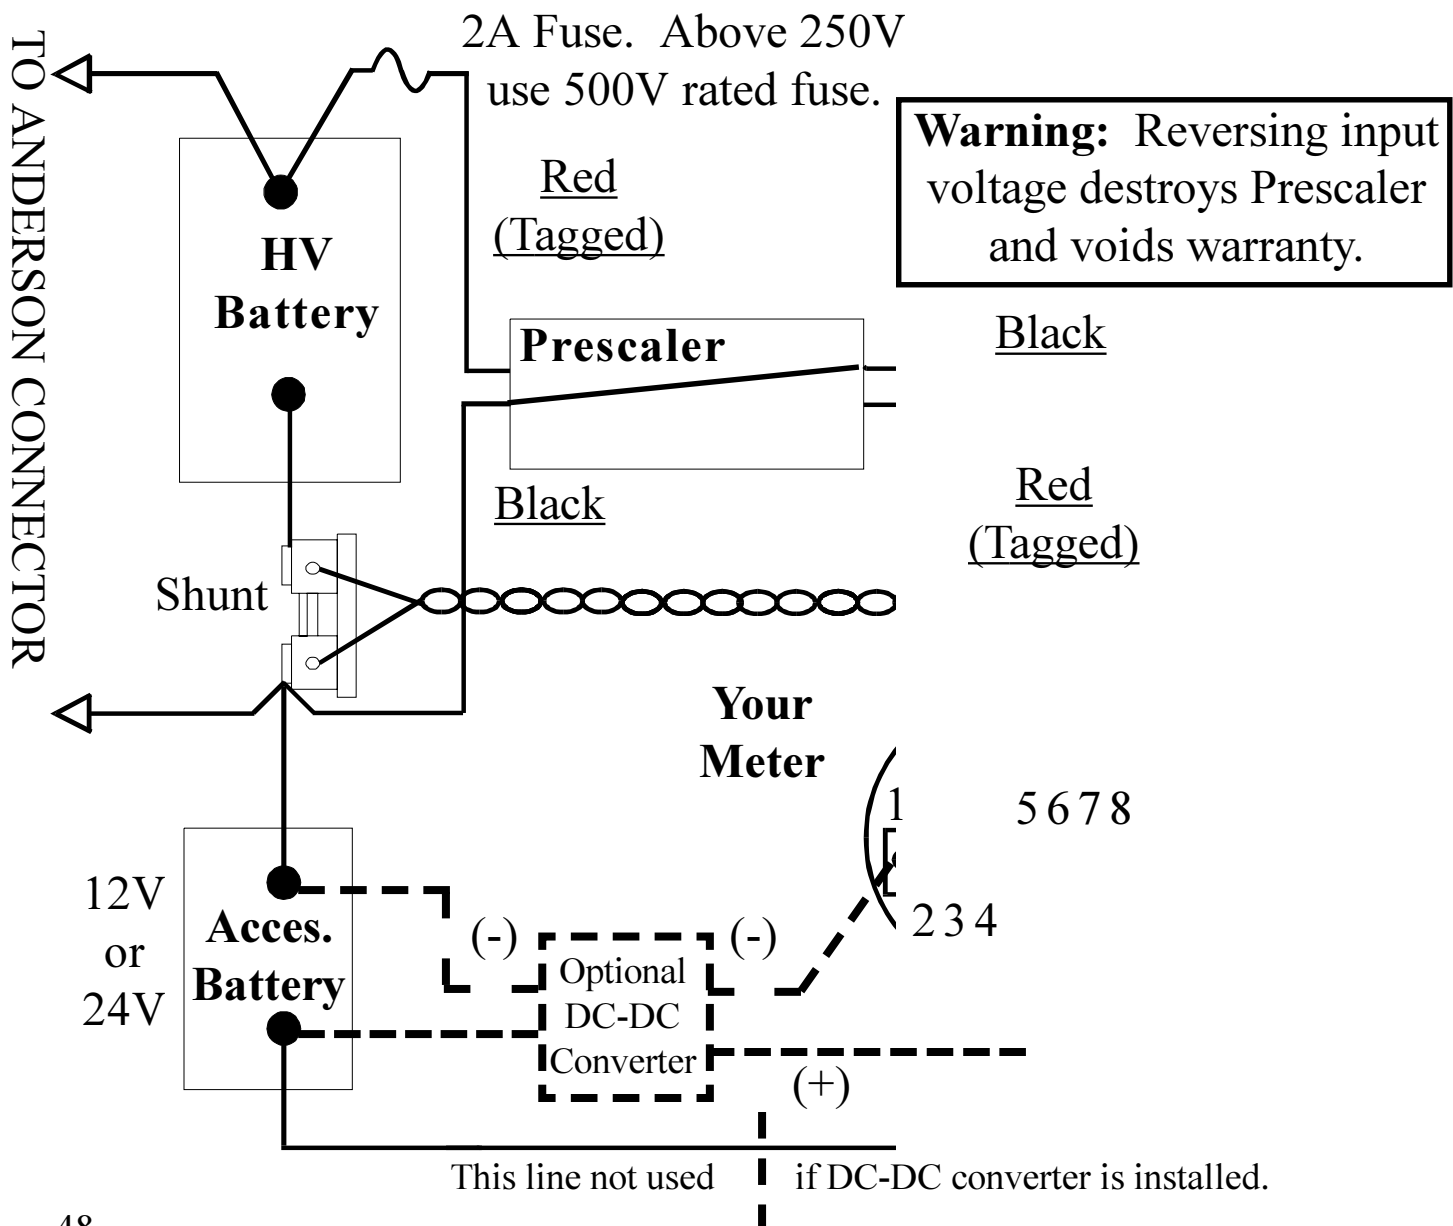 TO ANDERSON CONNECTOR
2A Fuse. Above 250V
use 500V rated fuse.
Warning: Reversing input
voltage destroys Prescaler
and voids warranty.
Red
(Tagged)
HV
Battery
Prescaler
Black
Black
Red
(Tagged)
Shunt
Your
Meter
1
5 6 7 8
2 3 4
12V
or
24V
Acces.
Battery
(-)
(-)
Optional
DC-DC
Converter
(+)
This line not used
if DC-DC converter is installed.
48